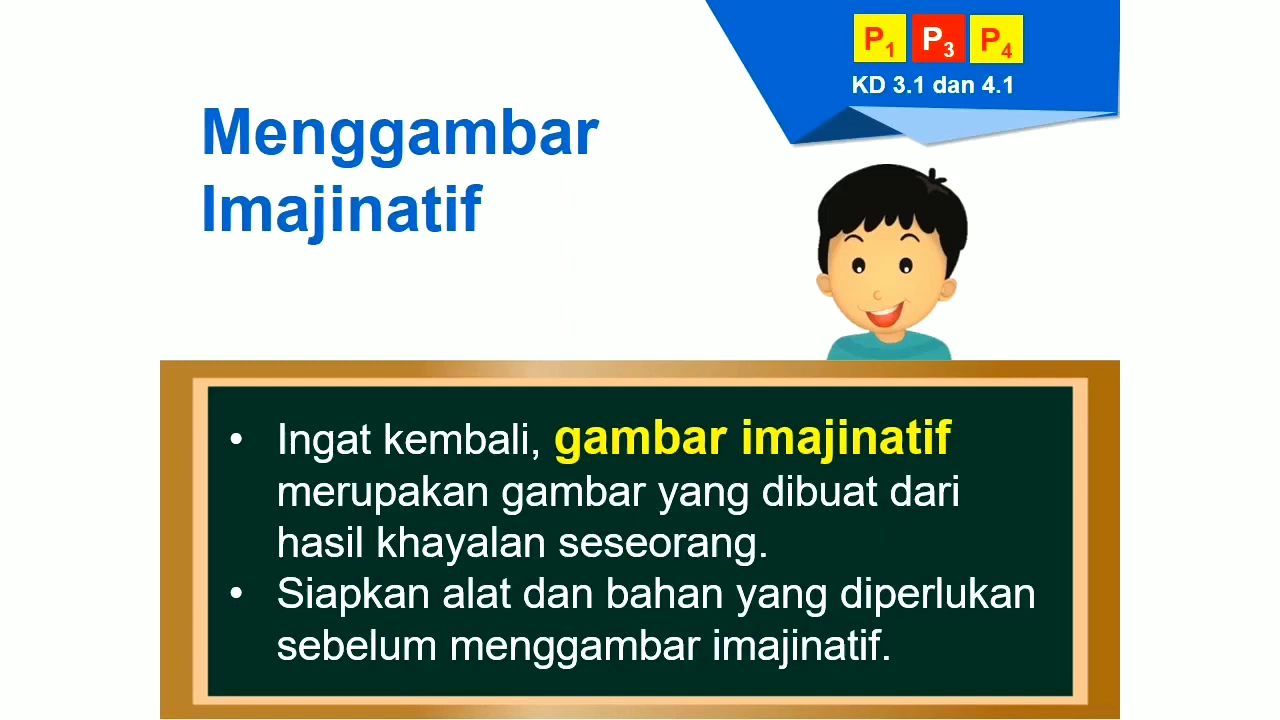 P1 P3 P4
KD 3.1 dan 4.1
Menggambar
Imajinatif
• Ingat kembali, gambar imajinatif
merupakan gambar yang dibuat dari
hasil khayalan seseorang.
• Siapkan alat dan bahan yang diperlukan
sebelum menggambar imajinatif.